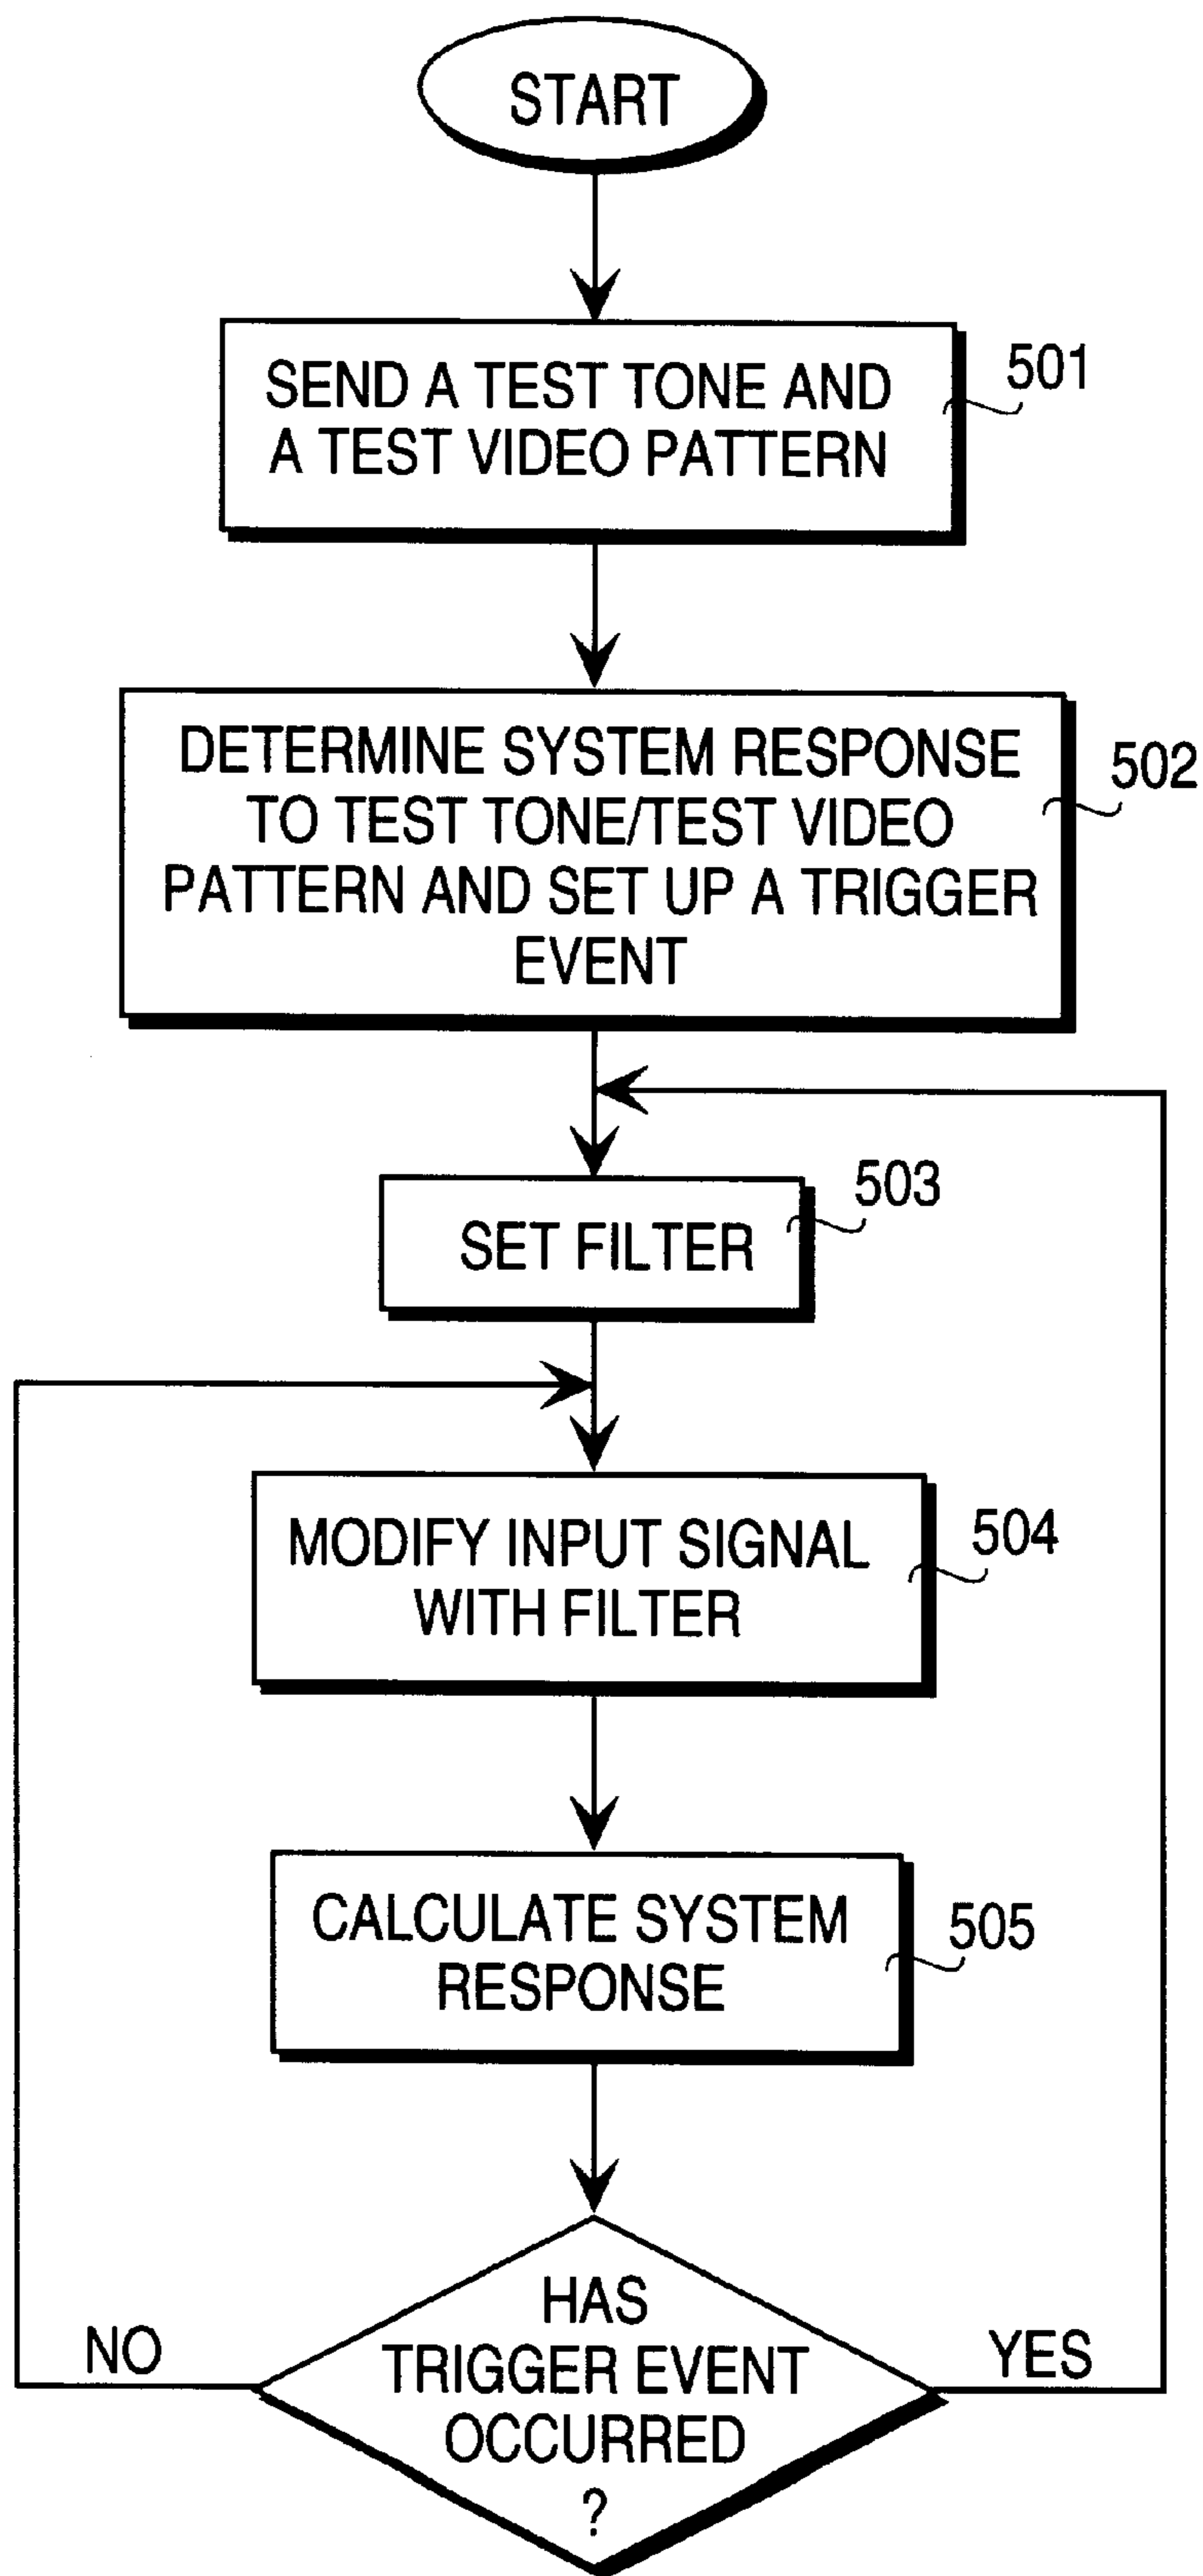 START
SEND A TEST TONE AND
A TEST VIDEO PATTERN
501
DETERMINE SYSTEM RESPONSE
TO TEST TONE/TEST VIDEO
PATTERN AND SET UP A TRIGGER
EVENT
502
SET FILTER
503
MODIFY INPUT SIGNAL
WITH FILTER
504
CALCULATE SYSTEM
RESPONSE
505
HAS
TRIGGER EVENT
OCCURRED
?
NO
YES